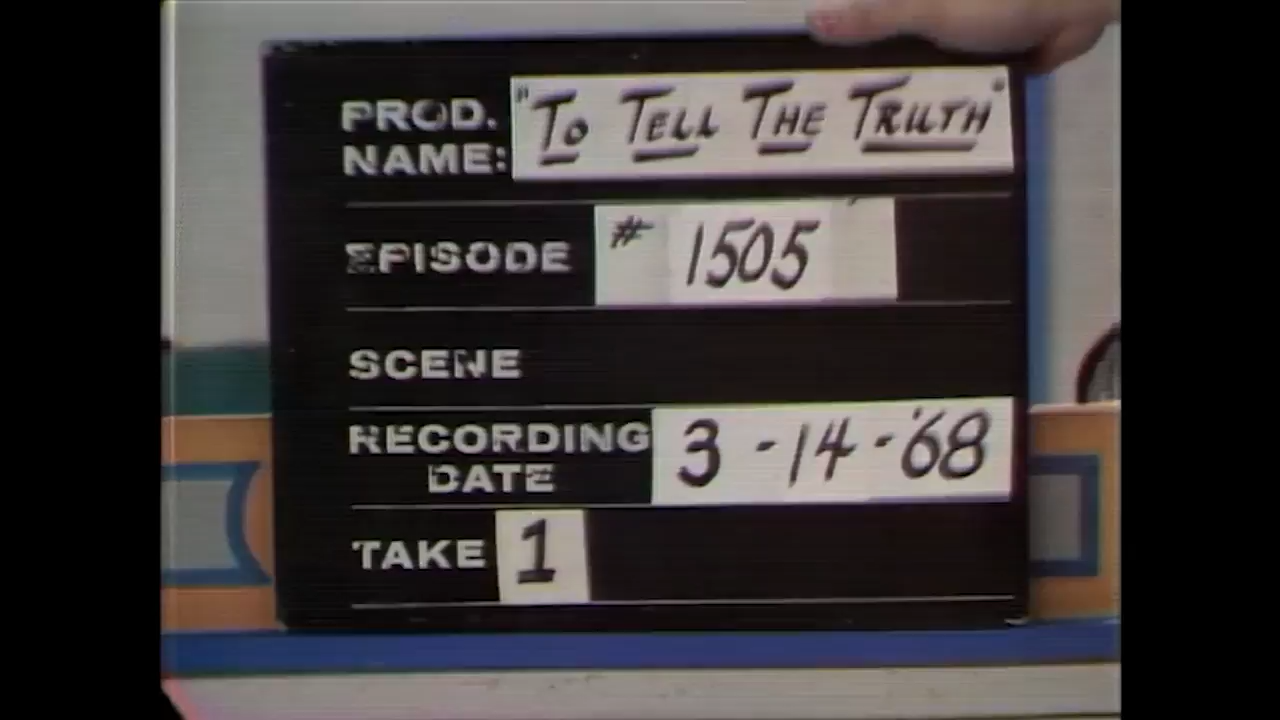 PROD. "TO TELL THE TRUTH"
NAME:
EPISODE # 1505
SCENE
RECORDING 3-14-'68
DATE
TAKE 1